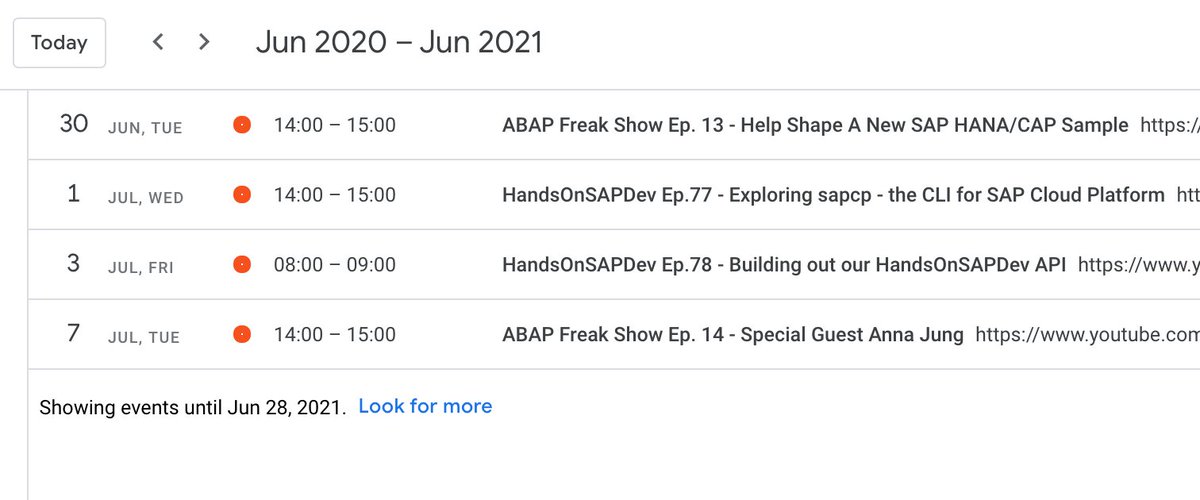 Today Jun 2020 – Jun 2021
30 JUN, TUE 14:00 – 15:00 ABAP Freak Show Ep. 13 - Help Shape A New SAP HANA/CAP Sample https:/
1 JUL, WED 14:00 – 15:00 HandsOnSAPDev Ep.77 - Exploring sapcp - the CLI for SAP Cloud Platform htt
3 JUL, FRI 08:00 – 09:00 HandsOnSAPDev Ep.78 - Building out our HandsOnSAPDev API https://www.y
7 JUL, TUE 14:00 – 15:00 ABAP Freak Show Ep. 14 - Special Guest Anna Jung https://www.youtube.com
Showing events until Jun 28, 2021. Look for more